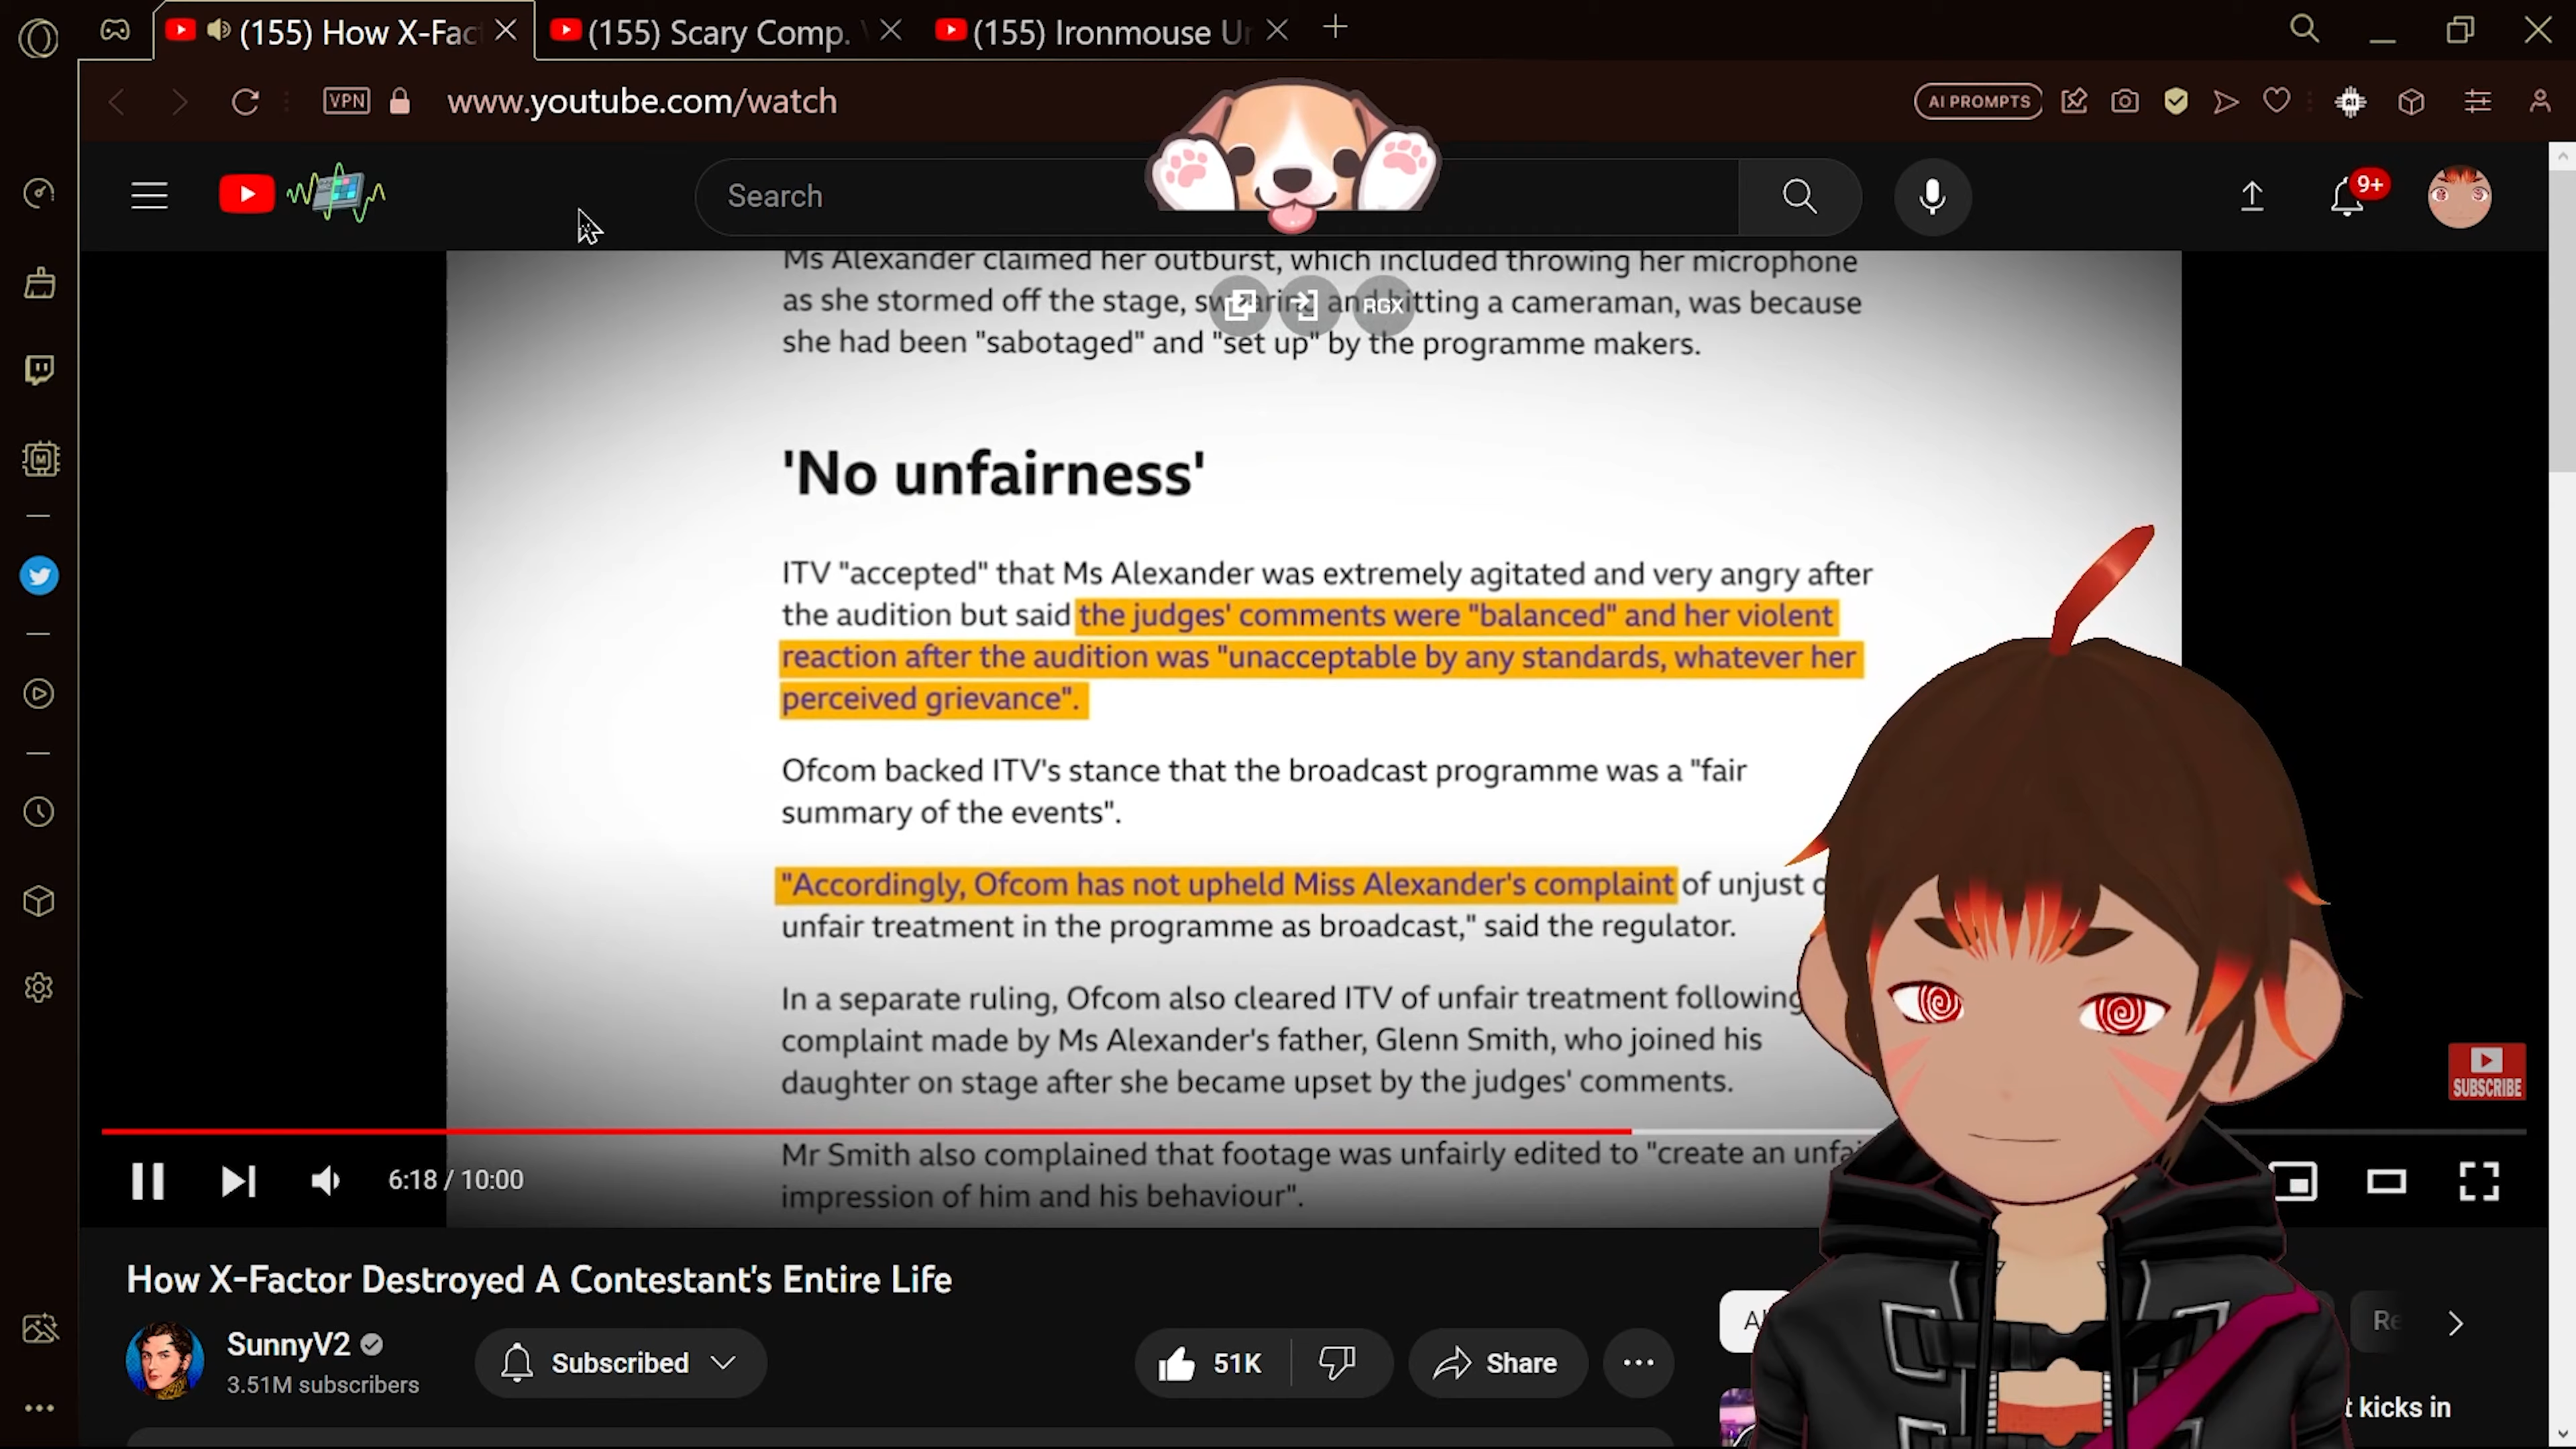 (155) How X-Fac
(155) Scary Comp.
(155) Ironmouse Ur
VPN
www.youtube.com/watch
AI PROMPTS
AI
M
Search
9+
Ms Alexander claimed her outburst, which included throwing her microphone
as she stormed off the stage, swearing and hitting a cameraman, was because
RGX
she had been "sabotaged" and "set up" by the programme makers.
'No unfairness'
ITV "accepted" that Ms Alexander was extremely agitated and very angry after
the audition but said the judges' comments were "balanced" and her violent
reaction after the audition was "unacceptable by any standards, whatever her
perceived grievance".
Ofcom backed ITV's stance that the broadcast programme was a "fair
summary of the events".
"Accordingly, Ofcom has not upheld Miss Alexander's complaint of unjust
unfair treatment in the programme as broadcast," said the regulator.
In a separate ruling, Ofcom also cleared ITV of unfair treatment following
complaint made by Ms Alexander's father, Glenn Smith, who joined his
daughter on stage after she became upset by the judges' comments.
SUBSCRIBE
Mr Smith also complained that footage was unfairly edited to "create an unfai
impression of him and his behaviour".
6:18 / 10:00
How X-Factor Destroyed A Contestant's Entire Life
SunnyV2
3.51M subscribers
Subscribed
51K
Share
Re
t kicks in